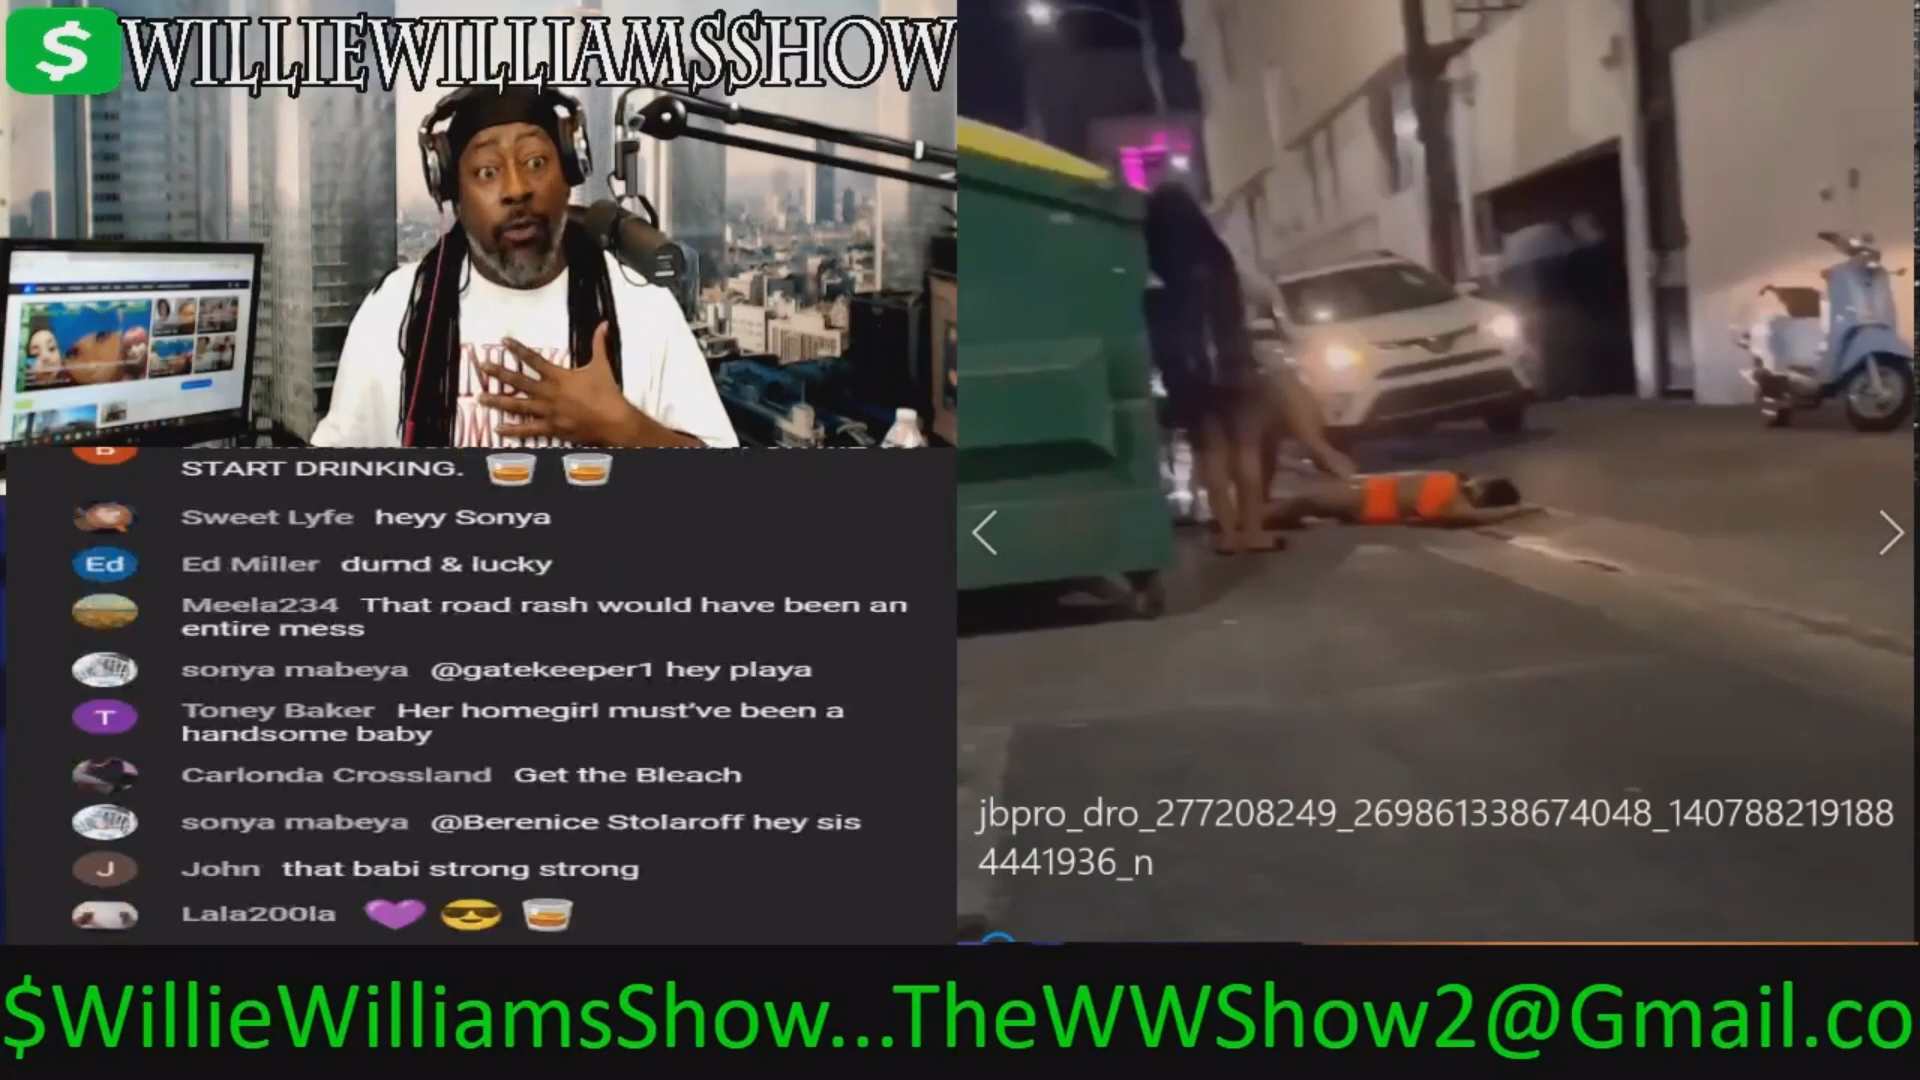 $ WILLIEWILLIAMSSHOW
START DRINKING.
Sweet Lyfe heyy Sonya
Ed
Ed Miller dumd & lucky
Meela234 That road rash would have been an
entire mess
sonya mabeya @gatekeeper1 hey playa
T
Toney Baker Her homegirl must've been a
handsome baby
Carlonda Crossland Get the Bleach
sonya mabeya @Berenice Stolaroff hey sis
J
John that babi strong strong
Lala200la
jbpro_dro_277208249_269861338674048_140788219188
4441936_n
$WillieWilliamsShow...TheWWShow2@Gmail.co